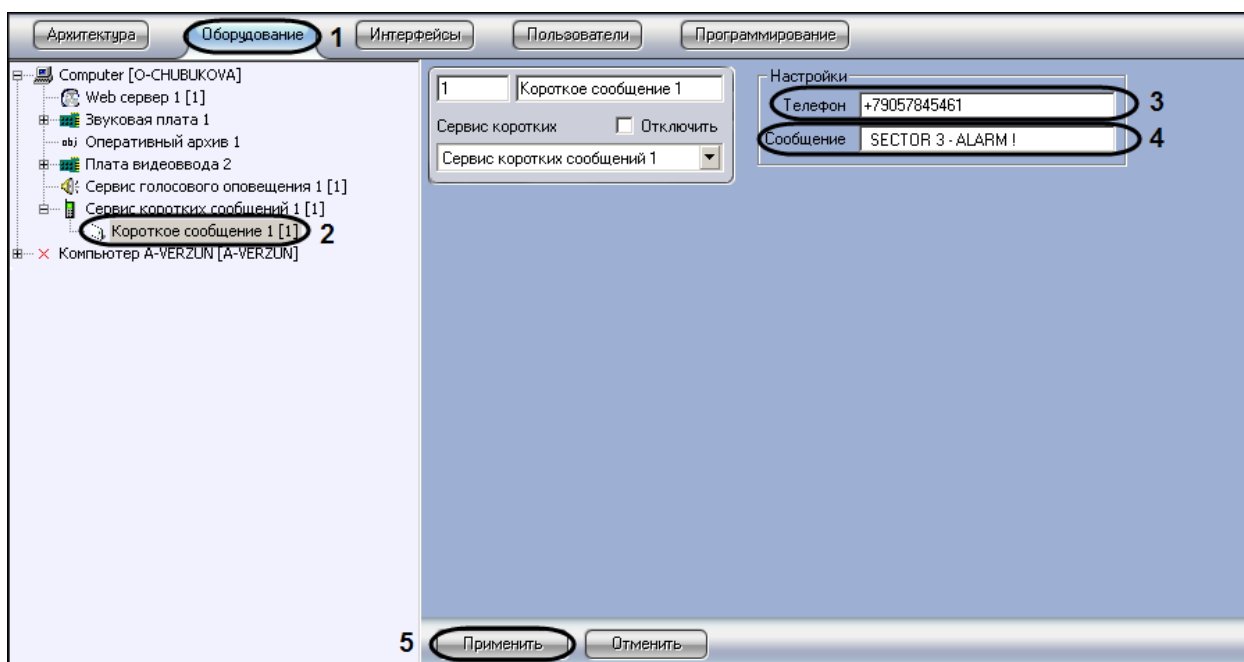 Архитектура Оборудование 1 Интерфейсы Пользователи Программирование
Computer [O-CHUBUKOVA]
Web сервер 1 [1]
Звуковая плата 1
obj Оперативный архив 1
Плата видеоввода 2
Сервис голосового оповещения 1 [1]
Сервис коротких сообщений 1 [1]
Короткое сообщение 1 [1] 2
Компьютер A-VERZUN [A-VERZUN]
1 Короткое сообщение 1
Сервис коротких Отключить
Сервис коротких сообщений 1
Настройки
Телефон +79057845461 3
Сообщение SECTOR 3 - ALARM ! 4
5 Применить Отменить